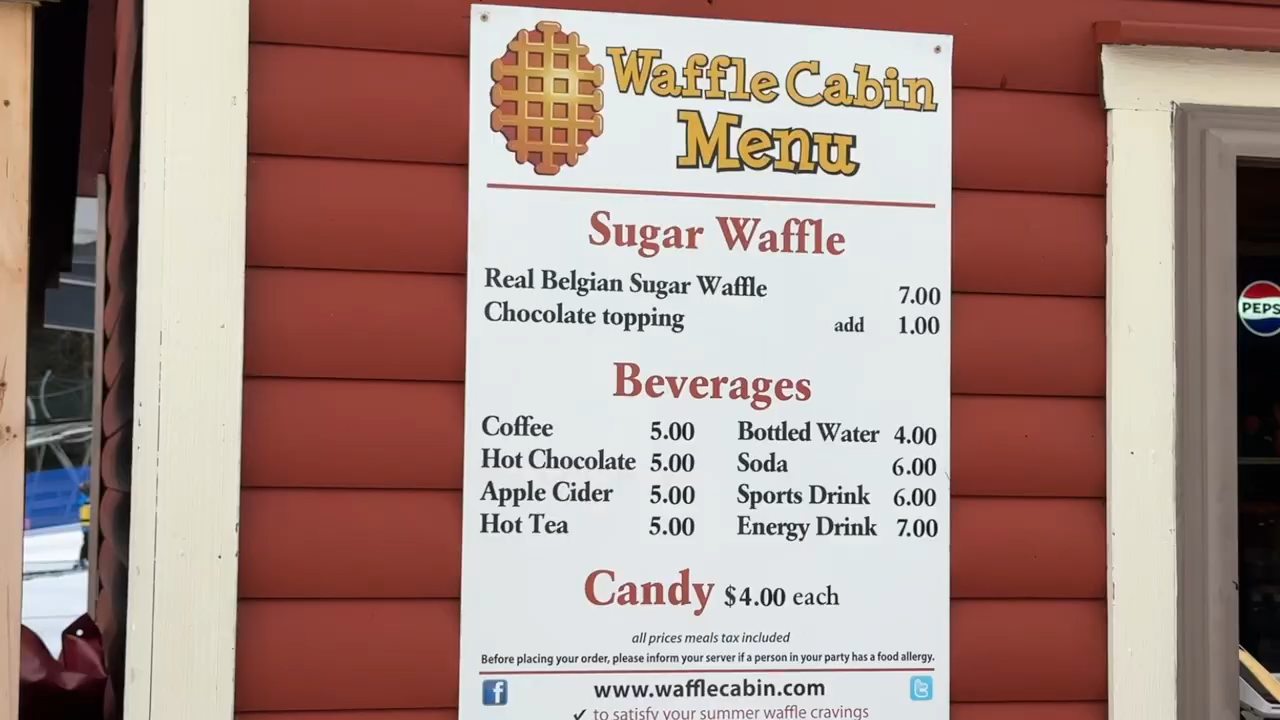 Waffle Cabin
Menu
Sugar Waffle
Real Belgian Sugar Waffle 7.00
Chocolate topping add 1.00
Beverages
Coffee 5.00 Bottled Water 4.00
Hot Chocolate 5.00 Soda 6.00
Apple Cider 5.00 Sports Drink 6.00
Hot Tea 5.00 Energy Drink 7.00
Candy $4.00 each
all prices meals tax included
Before placing your order, please inform your server if a person in your party has a food allergy.
f www.wafflecabin.com t
✓ to satisfy your summer waffle cravings
PEPS